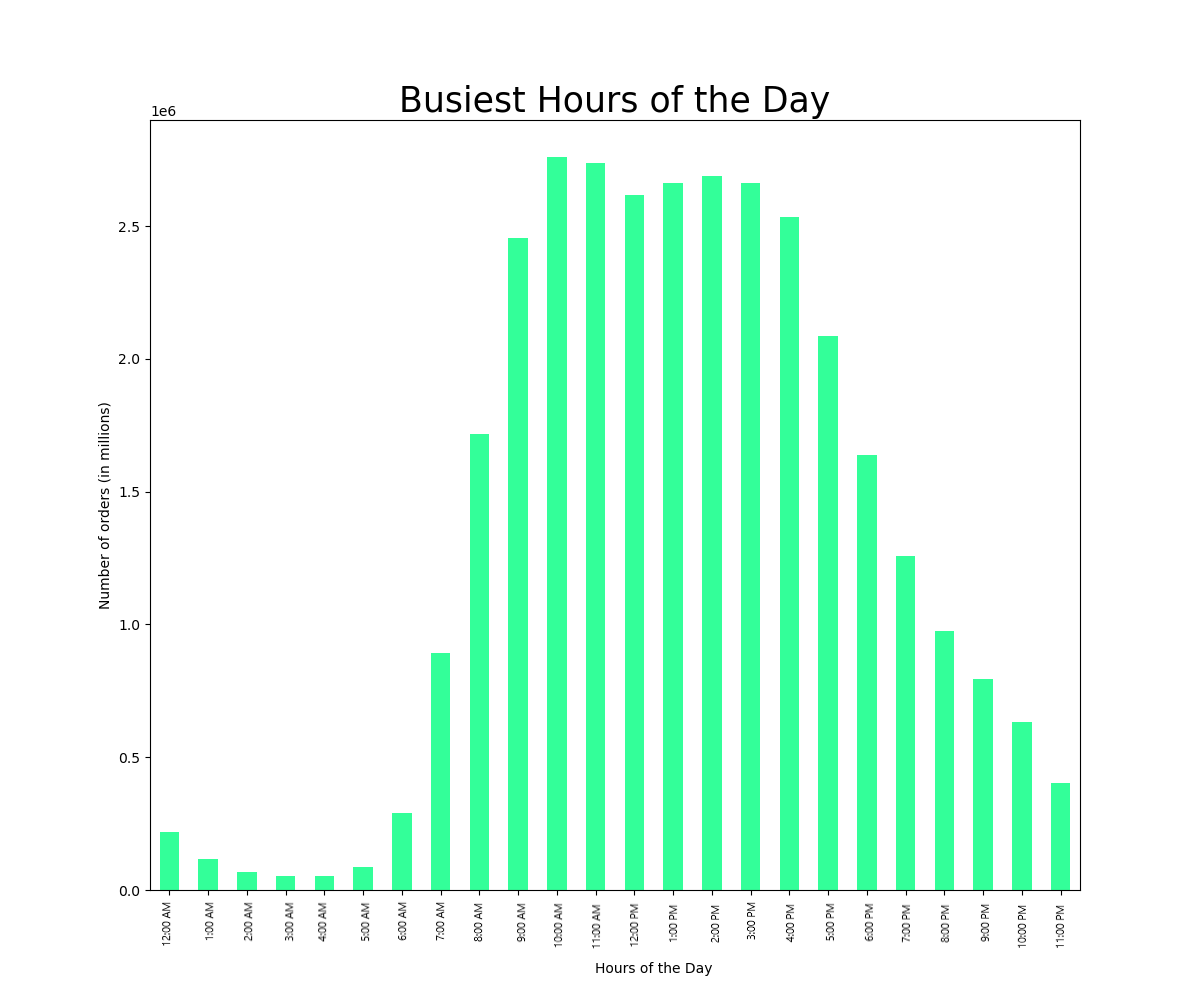 Busiest Hours of the Day
1e6
2.5
2.0
1.5
1.0
0.5
0.0
Number of orders (in millions)
12:00 AM
1:00 AM
2:00 AM
3:00 AM
4:00 AM
5:00 AM
6:00 AM
7:00 AM
8:00 AM
9:00 AM
10:00 AM
11:00 AM
12:00 PM
1:00 PM
2:00 PM
3:00 PM
4:00 PM
5:00 PM
6:00 PM
7:00 PM
8:00 PM
9:00 PM
10:00 PM
11:00 PM
Hours of the Day